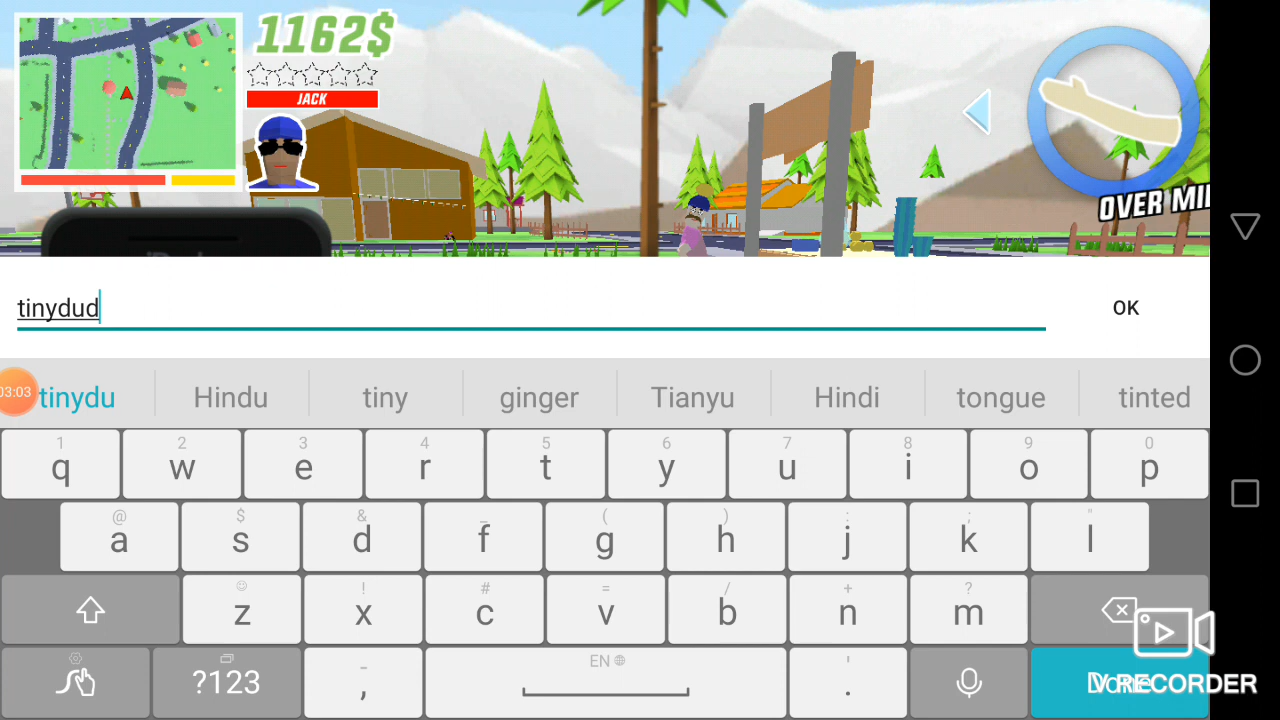 1162$
JACK
OVER MI
tinydud
OK
03:03
tinydu Hindu tiny ginger Tianyu Hindi tongue tinted
1 2 3 4 5 6 7 8 9 0
q w e r t y u i o p
@ $ & _ ( ) : ; "
a s d f g h j k l
! # = / + ?
z x c v b n m
EN
?123 , .
Done
V RECORDER